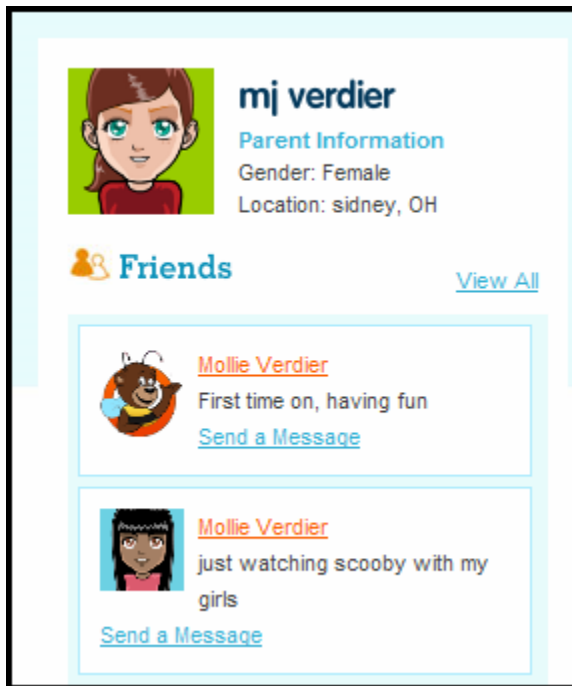 mj verdier
Parent Information
Gender: Female
Location: sidney, OH
Friends
View All
Mollie Verdier
First time on, having fun
Send a Message
Mollie Verdier
just watching scooby with my
girls
Send a Message